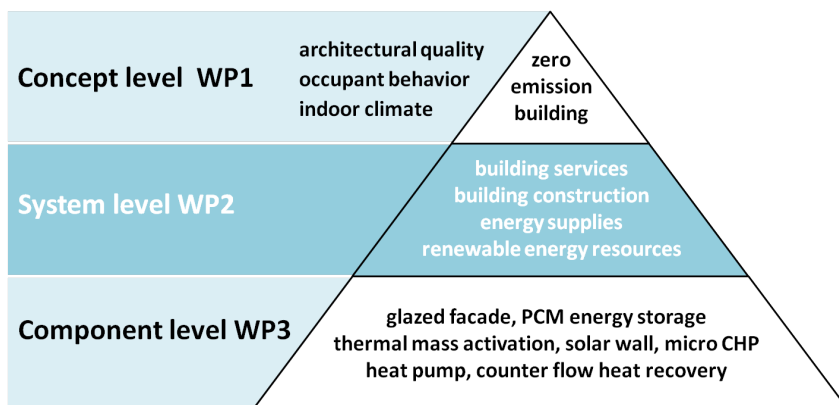 Concept level WP1
architectural quality
occupant behavior
indoor climate
zero
emission
building
System level WP2
building services
building construction
energy supplies
renewable energy resources
Component level WP3
glazed facade, PCM energy storage
thermal mass activation, solar wall, micro CHP
heat pump, counter flow heat recovery